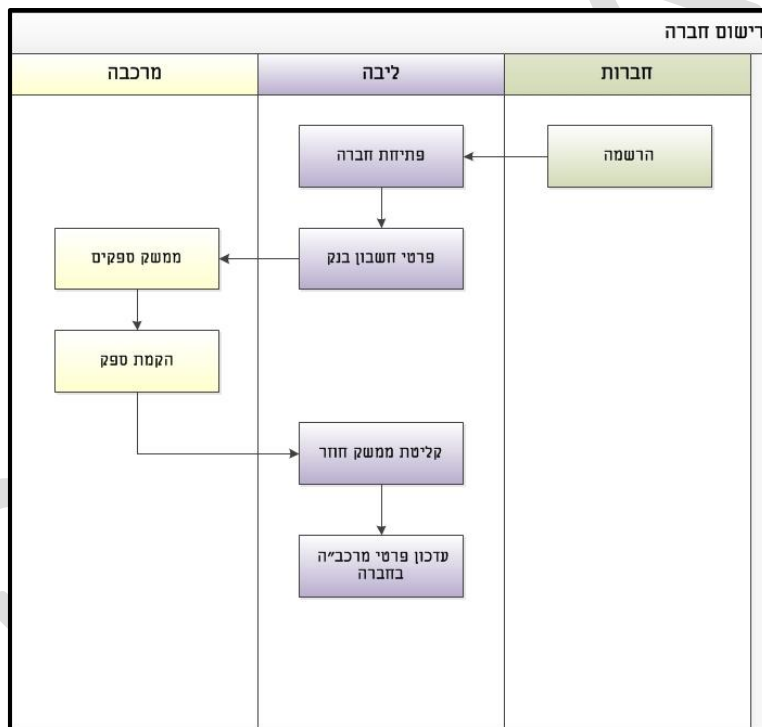 רישום חברה
חברות
ליבה
מרכבה
הרשמה
פתיחת חברה
פרטי חשבון בנק
ממשק ספקים
הקמת ספק
קליטת ממשק חוזר
עדכון פרטי מרכב״ה
בחברה